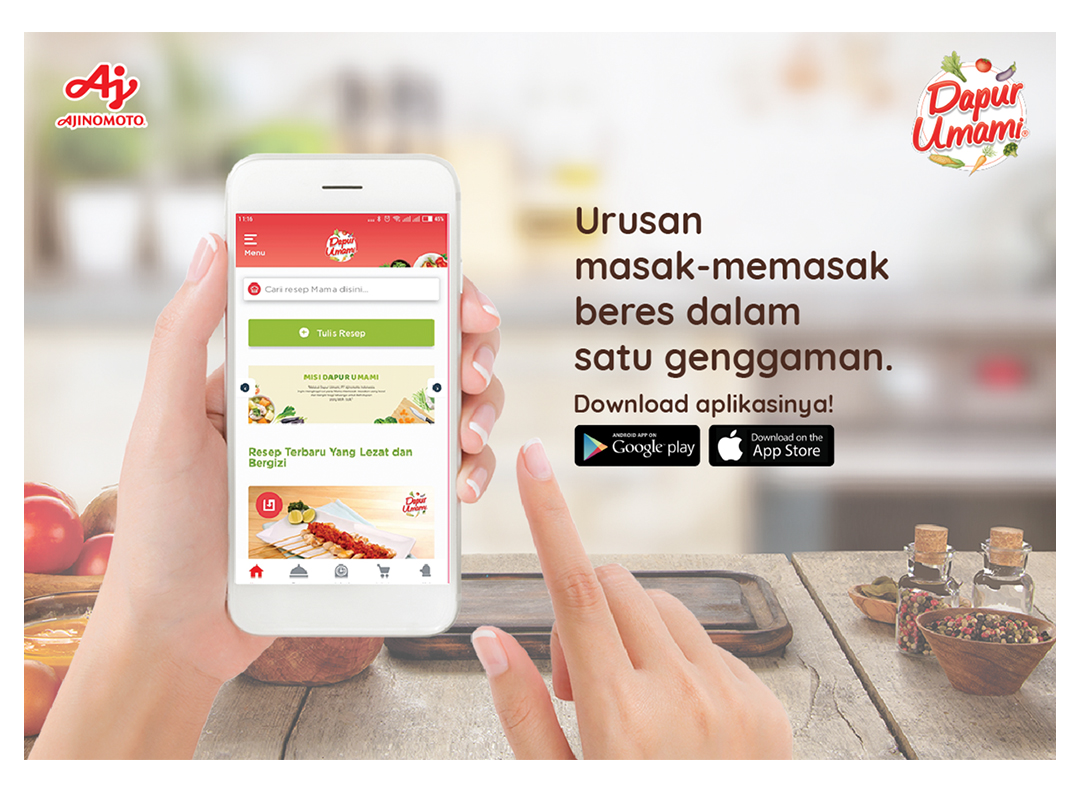 Aj
AJINOMOTO.
Dapur
Umami®
Urusan
masak-memasak
beres dalam
satu genggaman.
Download aplikasinya!
ANDROID APP ON
Google play
Download on the
App Store
11:16
45%
Menu
Dapur
Umami
Cari resep Mama disini...
Tulis Resep
MISI DAPUR UMAMI
Resep Terbaru Yang Lezat dan
Bergizi
Dapur
Umami